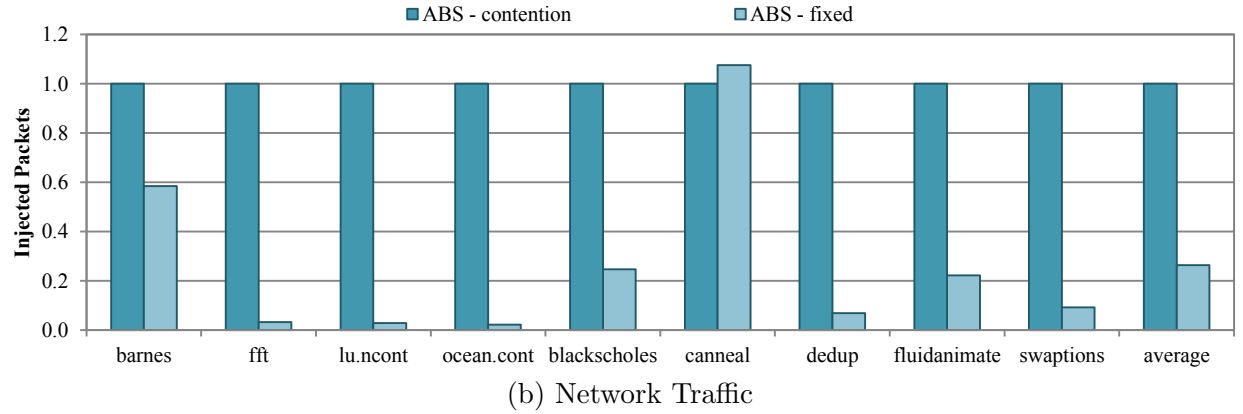 ABS - contention ABS - fixed
1.2
1.0
0.8
0.6
0.4
0.2
0.0
Injected Packets
barnes fft lu.ncont ocean.cont blackscholes canneal dedup fluidanimate swaptions average
(b) Network Traffic